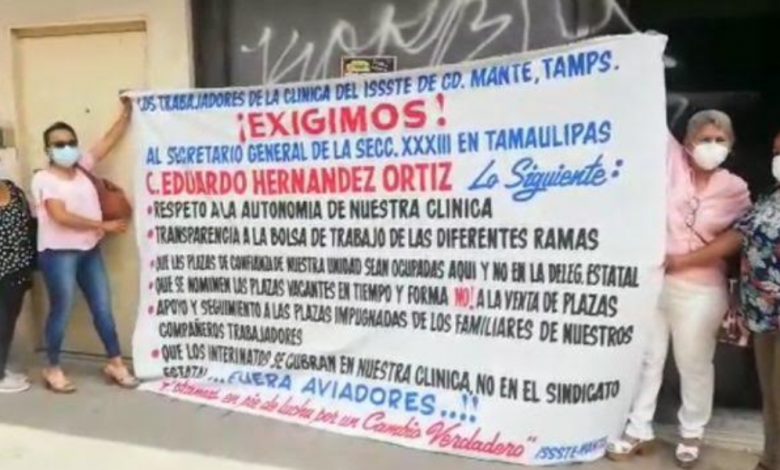 LOS TRABAJADORES DE LA CLINICA DEL ISSSTE DE CD. MANTE, TAMPS.
¡EXIGIMOS!
AL SECRETARIO GENERAL DE LA SECC. XXXIII EN TAMAULIPAS
C. EDUARDO HERNANDEZ ORTIZ Lo Siguiente:
• RESPETO A LA AUTONOMIA DE NUESTRA CLINICA
• TRANSPARENCIA A LA BOLSA DE TRABAJO DE LAS DIFERENTES RAMAS
• QUE LAS PLAZAS DE CONFIANZA DE NUESTRA UNIDAD SEAN OCUPADAS AQUI Y NO EN LA DELEG. ESTATAL
• QUE SE NOMINEN LAS PLAZAS VACANTES EN TIEMPO Y FORMA NO! A LA VENTA DE PLAZAS
• APOYO Y SEGUIMIENTO A LAS PLAZAS IMPUGNADAS DE LOS FAMILIARES DE NUESTROS
COMPAÑEROS TRABAJADORES
• QUE LOS INTERINATOS SE CUBRAN EN NUESTRA CLINICA, NO EN EL SINDICATO
ESTATAL... FUERA AVIADORES...!!
"Estamos en pie de lucha por un Cambio Verdadero" ISSSTE-MANTE